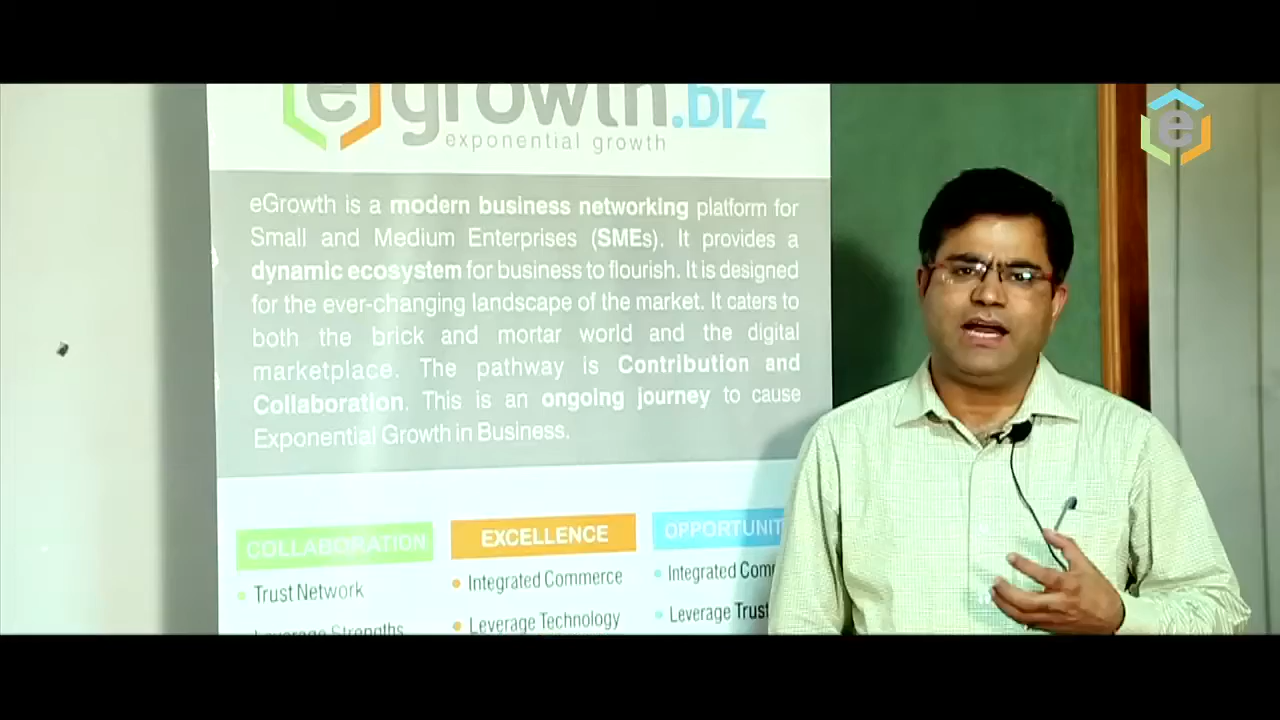 egrowth.biz
e
exponential growth
eGrowth is a modern business networking platform for
Small and Medium Enterprises (SMEs). It provides a
dynamic ecosystem for business to flourish. It is designed
for the ever-changing landscape of the market. It caters to
both the brick and mortar world and the digital
marketplace. The pathway is Contribution and
Collaboration. This is an ongoing journey to cause
Exponential Growth in Business.
COLLABORATION EXCELLENCE OPPORTUNIT
Trust Network Integrated Commerce Integrated Com
Leverage Strengths Leverage Technology Leverage Trust